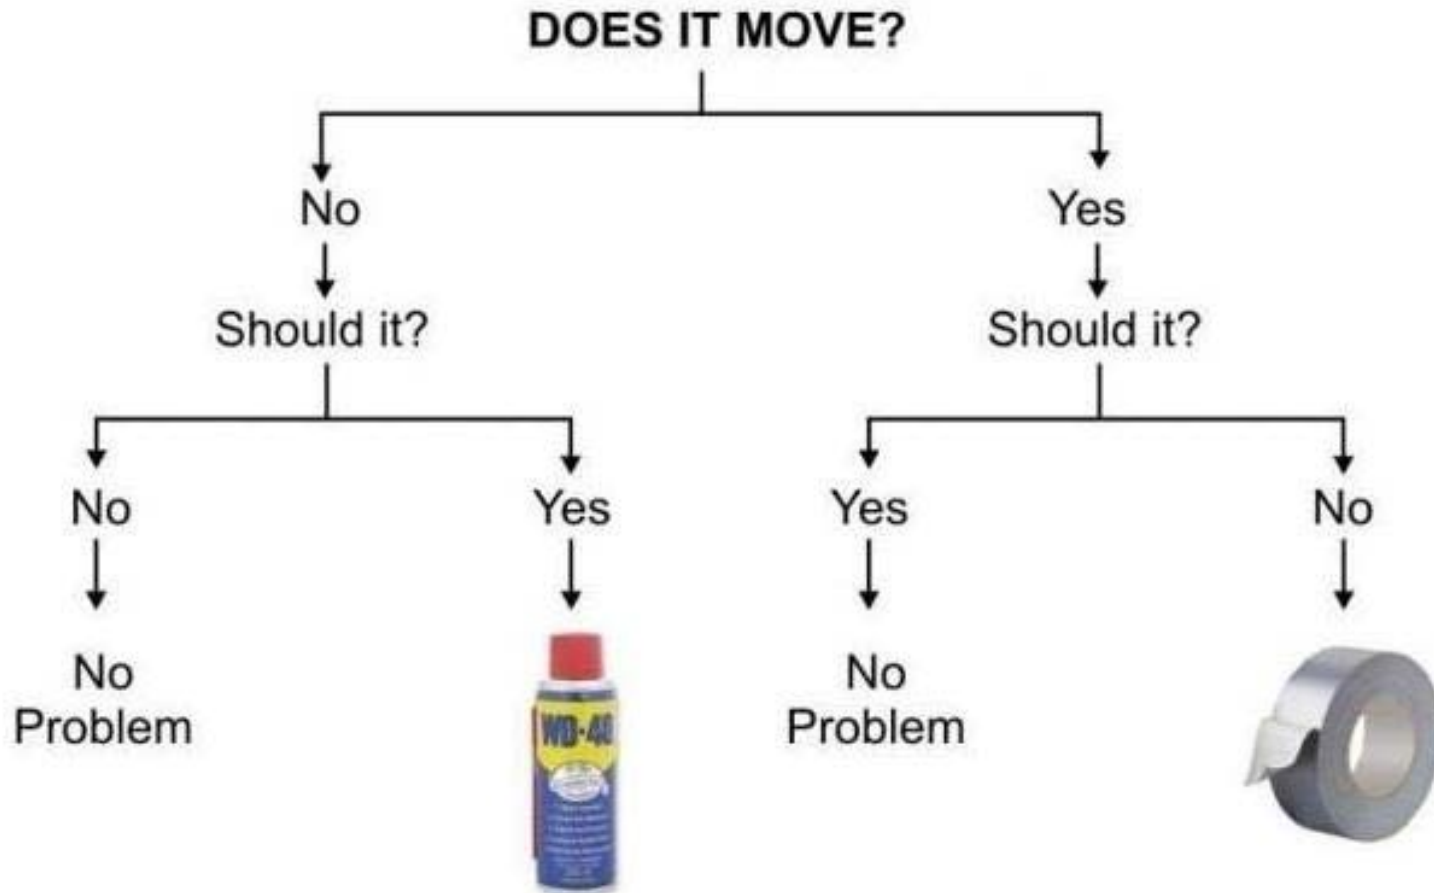 DOES IT MOVE?
No
Yes
Should it?
Should it?
No
Yes
Yes
No
No
Problem
WD-40
No
Problem